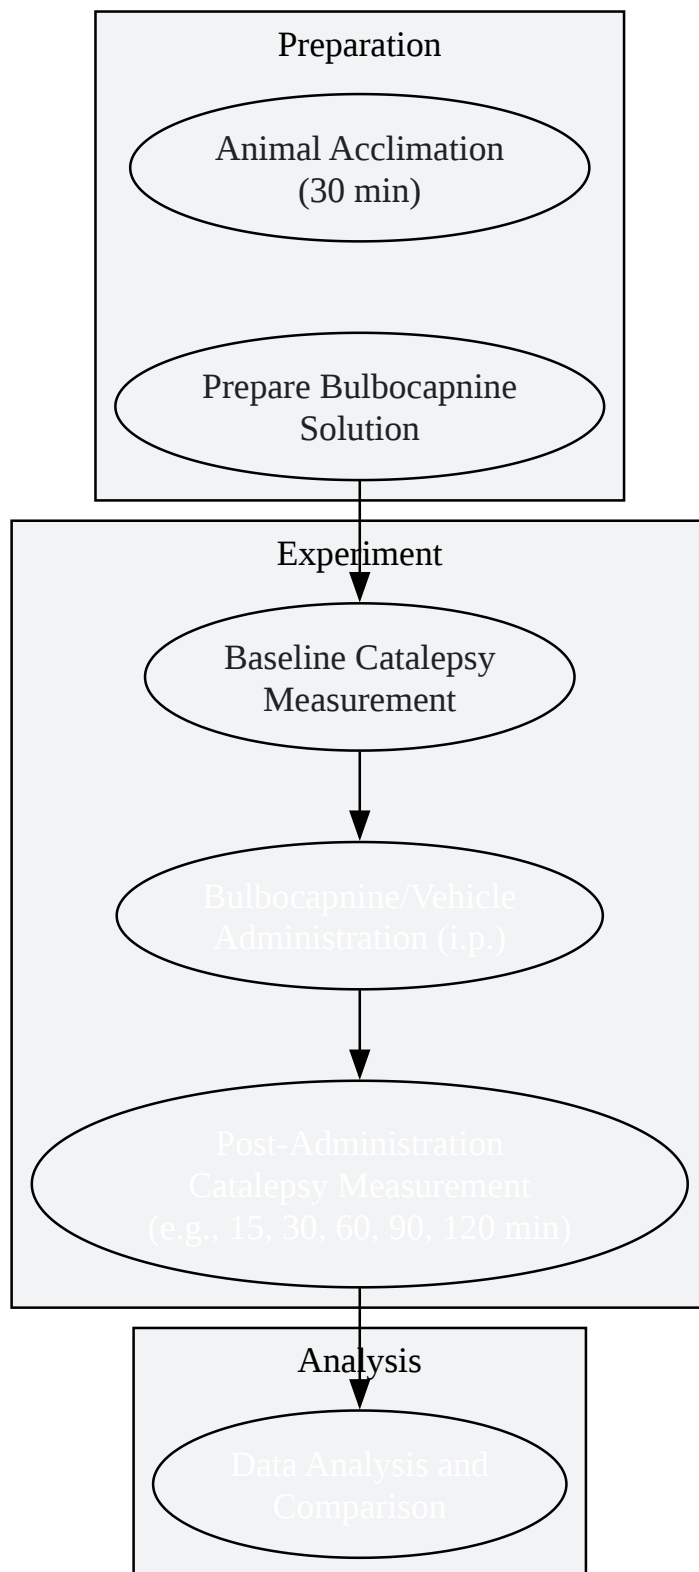 Preparation
Animal Acclimation
(30 min)
Prepare Bulbocapnine
Solution
Experiment
Baseline Catalepsy
Measurement
Bulbocapnine/Vehicle
Administration (i.p.)
Post-Administration
Catalepsy Measurement
(e.g., 15, 30, 60, 90, 120 min)
Analysis
Data Analysis and
Comparison